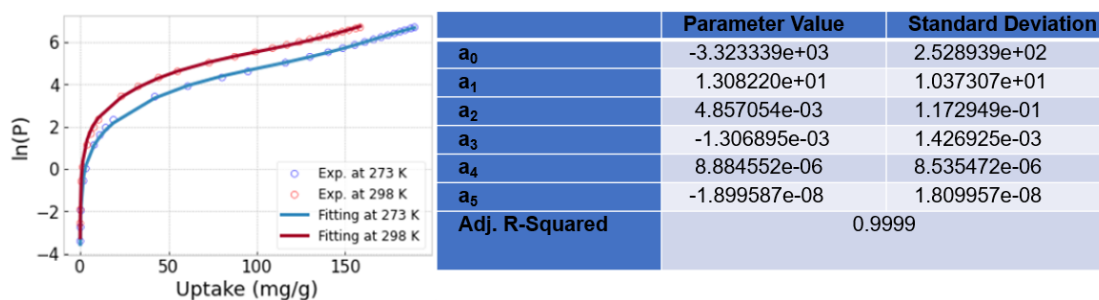 6
4
2
0
−2
−4
ln(P)
0
50
100
150
Uptake (mg/g)
Exp. at 273 K
Exp. at 298 K
Fitting at 273 K
Fitting at 298 K
Parameter Value Standard Deviation
a₀ -3.323339e+03 2.528939e+02
a₁ 1.308220e+01 1.037307e+01
a₂ 4.857054e-03 1.172949e-01
a₃ -1.306895e-03 1.426925e-03
a₄ 8.884552e-06 8.535472e-06
a₅ -1.899587e-08 1.809957e-08
Adj. R-Squared 0.9999